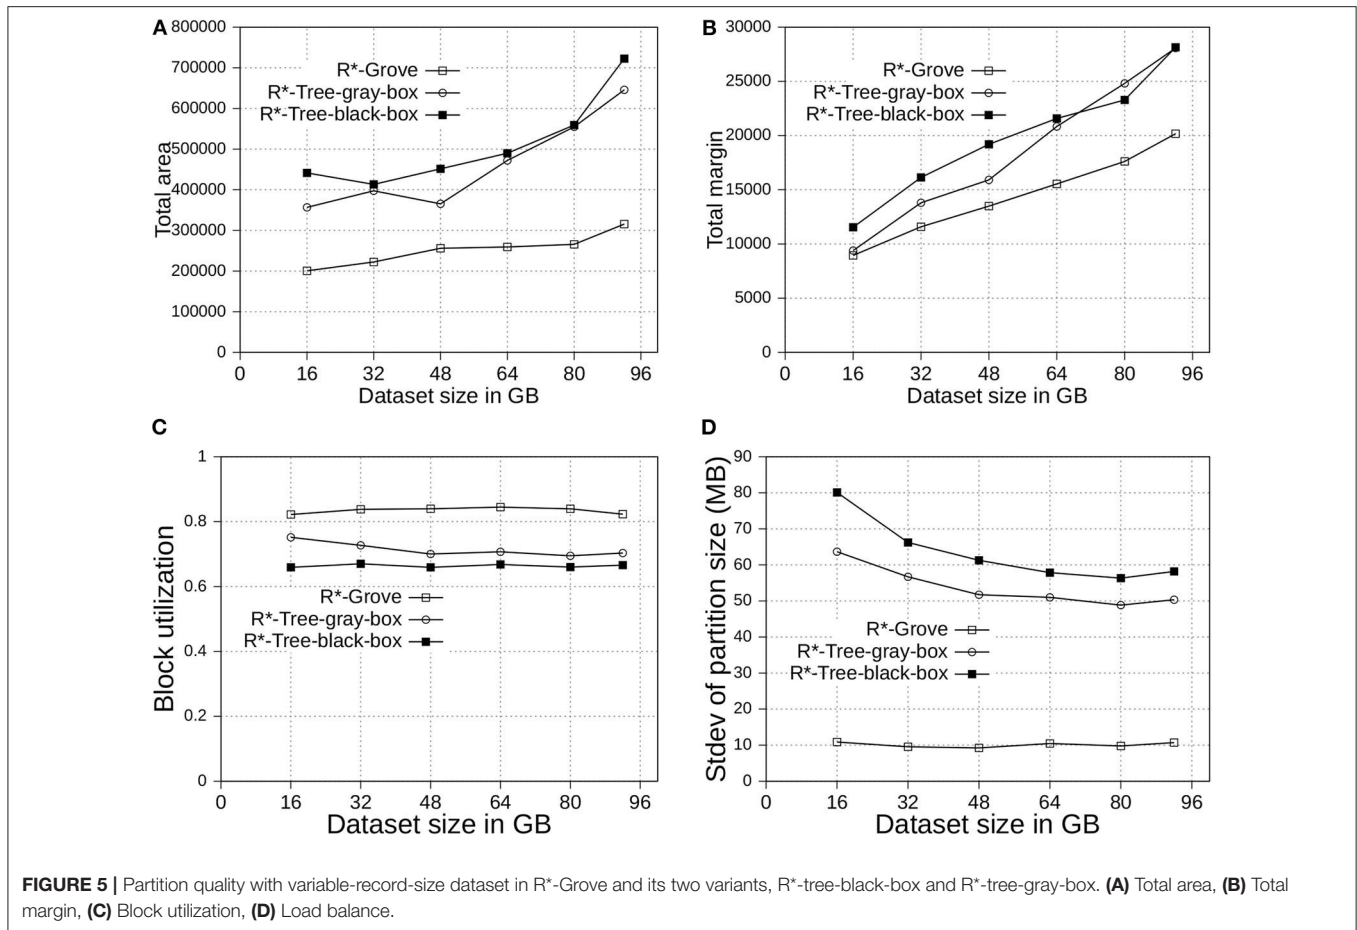 A
800000
700000
600000
500000
400000
300000
200000
100000
0
Total area
R*-Grove
R*-Tree-gray-box
R*-Tree-black-box
0 16 32 48 64 80 96
Dataset size in GB
B
30000
25000
20000
15000
10000
5000
0
Total margin
R*-Grove
R*-Tree-gray-box
R*-Tree-black-box
0 16 32 48 64 80 96
Dataset size in GB
C
1
0.8
0.6
0.4
0.2
0
Block utilization
R*-Grove
R*-Tree-gray-box
R*-Tree-black-box
0 16 32 48 64 80 96
Dataset size in GB
D
90
80
70
60
50
40
30
20
10
0
Stdev of partition size (MB)
R*-Grove
R*-Tree-gray-box
R*-Tree-black-box
0 16 32 48 64 80 96
Dataset size in GB
FIGURE 5 | Partition quality with variable-record-size dataset in R*-Grove and its two variants, R*-tree-black-box and R*-tree-gray-box. (A) Total area, (B) Total
margin, (C) Block utilization, (D) Load balance.